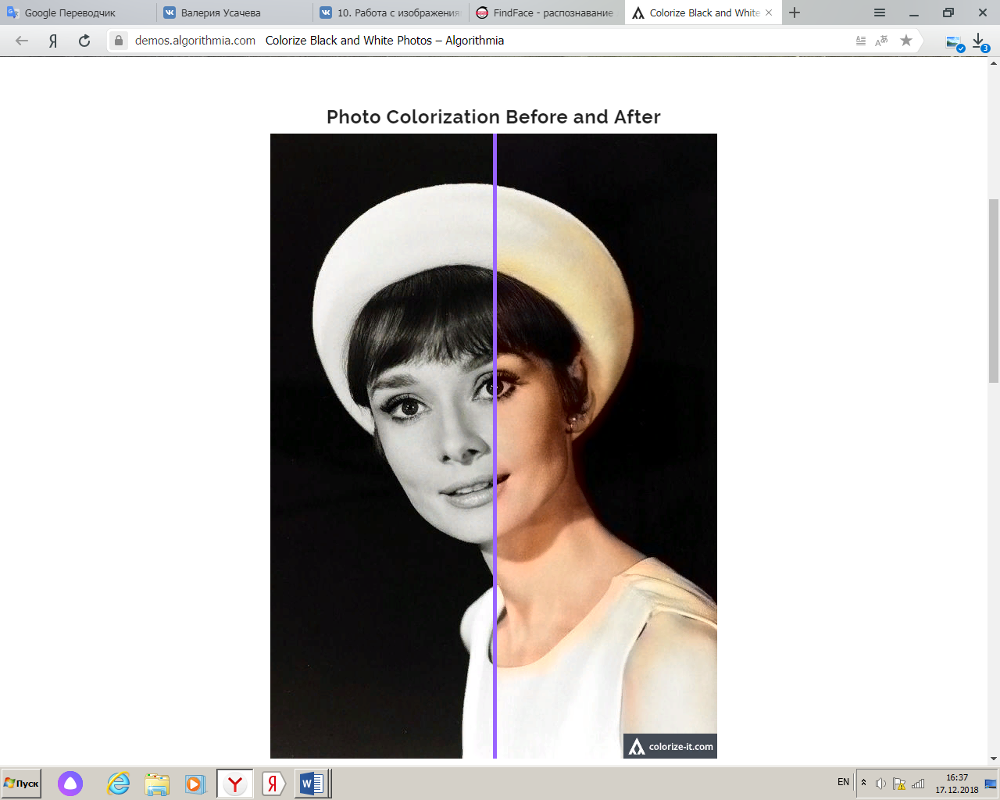 Google Переводчик
Валерия Усачева
10. Работа с изображения
FindFace - распознавание
Colorize Black and White
demos.algorithmia.com Colorize Black and White Photos – Algorithmia
3
Photo Colorization Before and After
colorize-it.com
Пуск
EN
16:37
17.12.2018